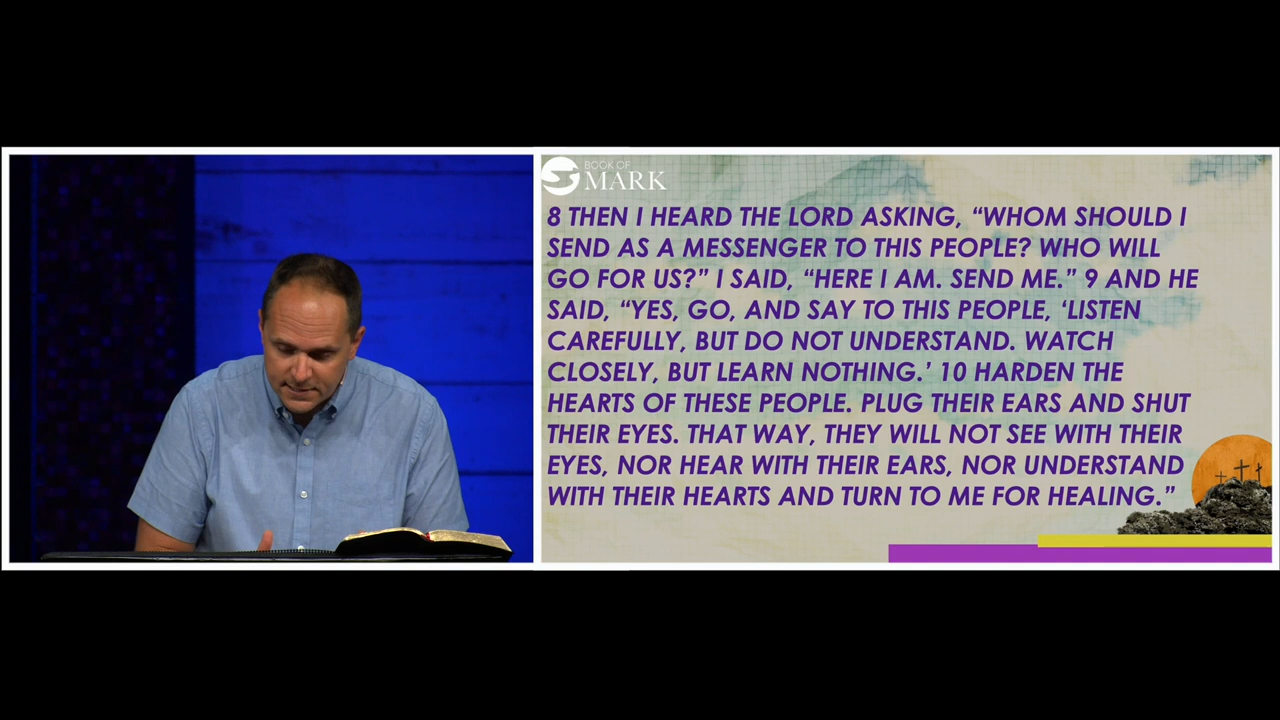 BOOK OF
MARK
8 THEN I HEARD THE LORD ASKING, “WHOM SHOULD I
SEND AS A MESSENGER TO THIS PEOPLE? WHO WILL
GO FOR US?” I SAID, “HERE I AM. SEND ME.” 9 AND HE
SAID, “YES, GO, AND SAY TO THIS PEOPLE, ‘LISTEN
CAREFULLY, BUT DO NOT UNDERSTAND. WATCH
CLOSELY, BUT LEARN NOTHING.’ 10 HARDEN THE
HEARTS OF THESE PEOPLE. PLUG THEIR EARS AND SHUT
THEIR EYES. THAT WAY, THEY WILL NOT SEE WITH THEIR
EYES, NOR HEAR WITH THEIR EARS, NOR UNDERSTAND
WITH THEIR HEARTS AND TURN TO ME FOR HEALING.”